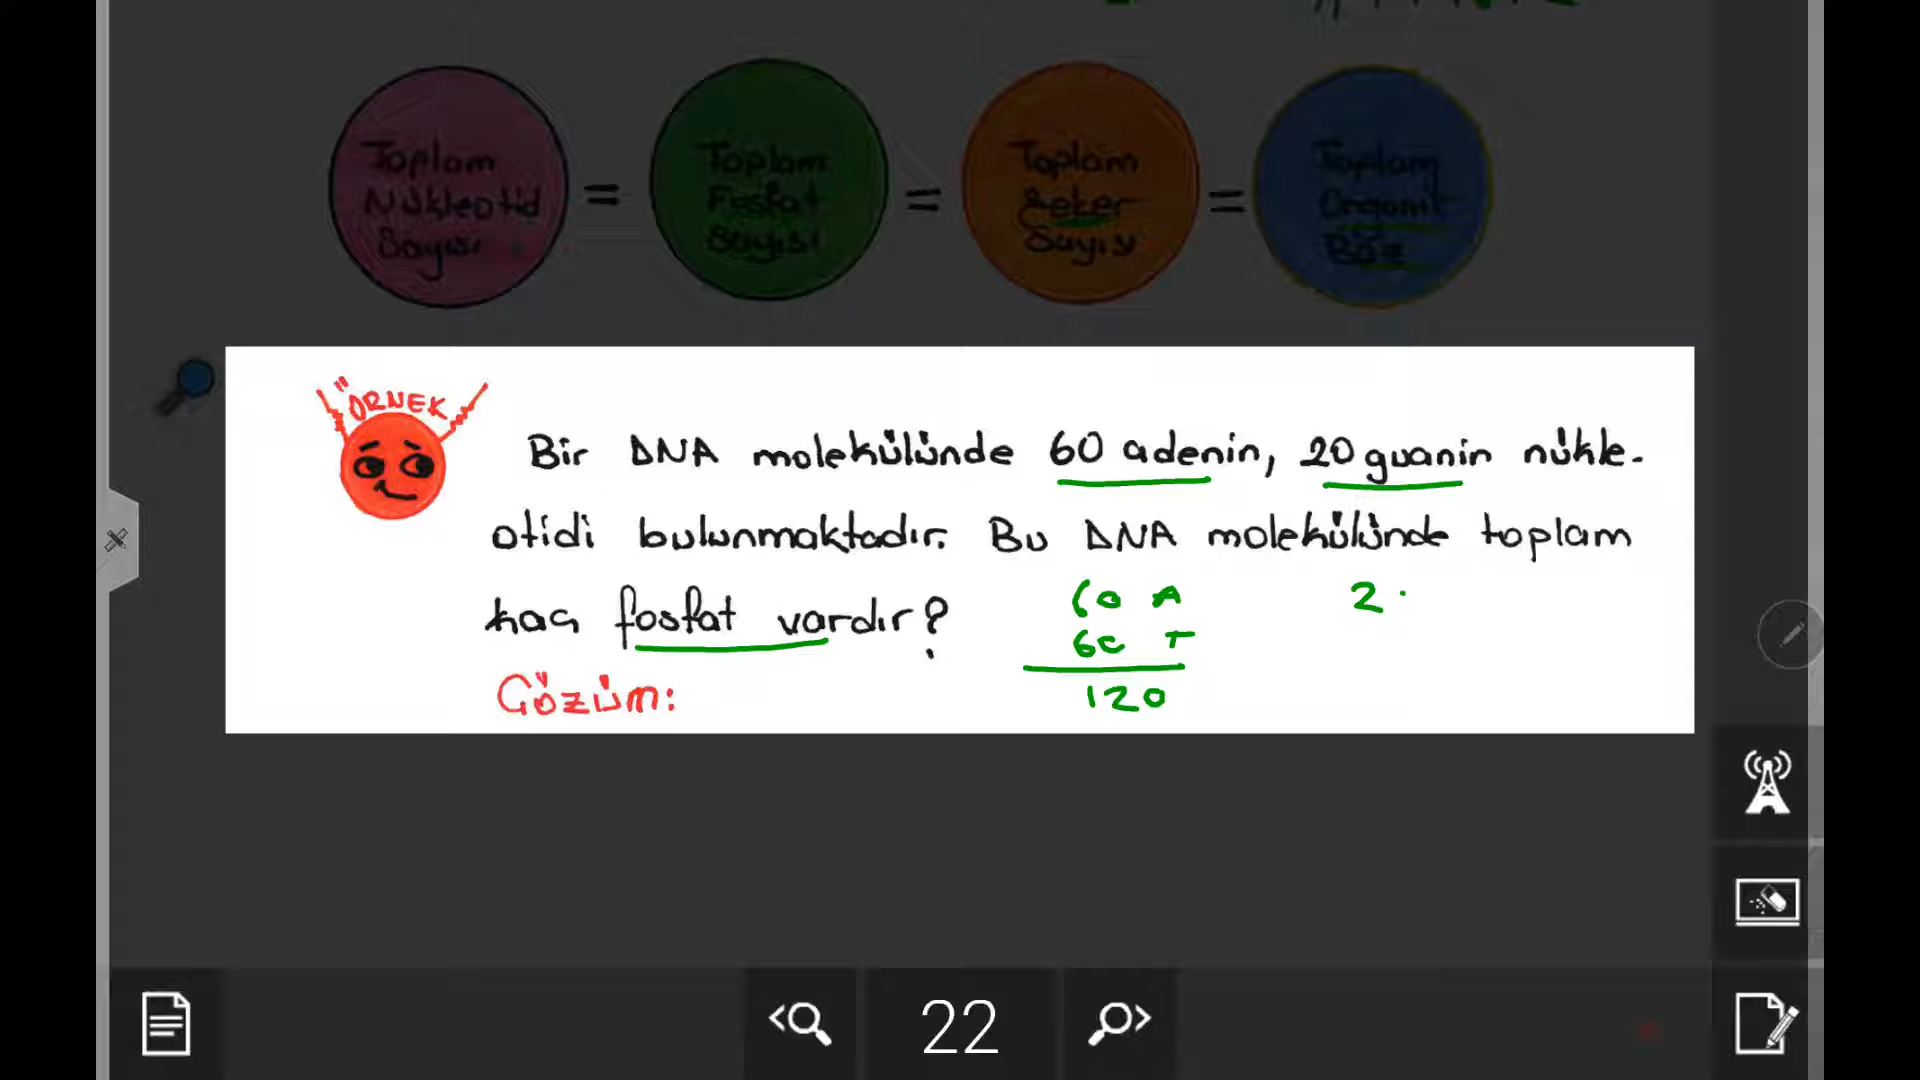 Toplam Nükleotid Sayısı = Toplam Fosfat Sayısı = Toplam Şeker Sayısı = Toplam Organik Baz
ÖRNEK
Bir DNA molekülünde 60 adenin, 20 guanin nükle-
otidi bulunmaktadır. Bu DNA molekülünde toplam
kaç fosfat vardır?
60 A
60 T
120
2
Çözüm:
22